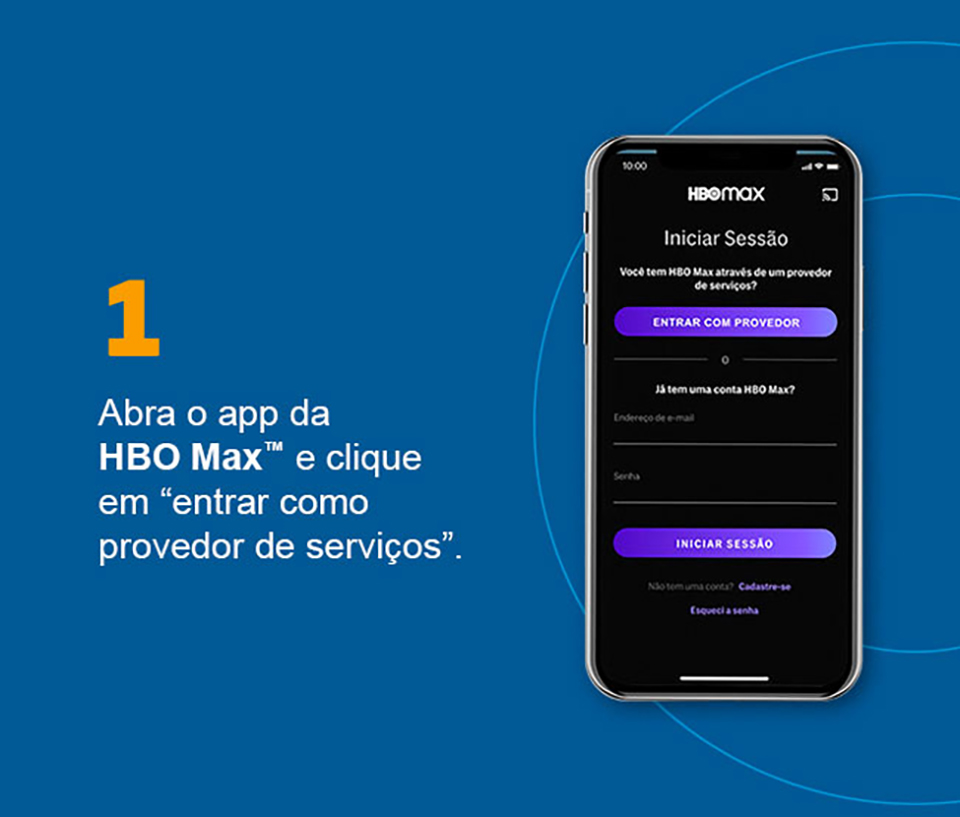 1
Abra o app da
HBO Max™ e clique
em “entrar como
provedor de serviços”.
10:00
HBOmax
Iniciar Sessão
Você tem HBO Max através de um provedor
de serviços?
ENTRAR COM PROVEDOR
O
Já tem uma conta HBO Max?
Endereço de e-mail
Senha
INICIAR SESSÃO
Não tem uma conta? Cadastre-se
Esqueci a senha